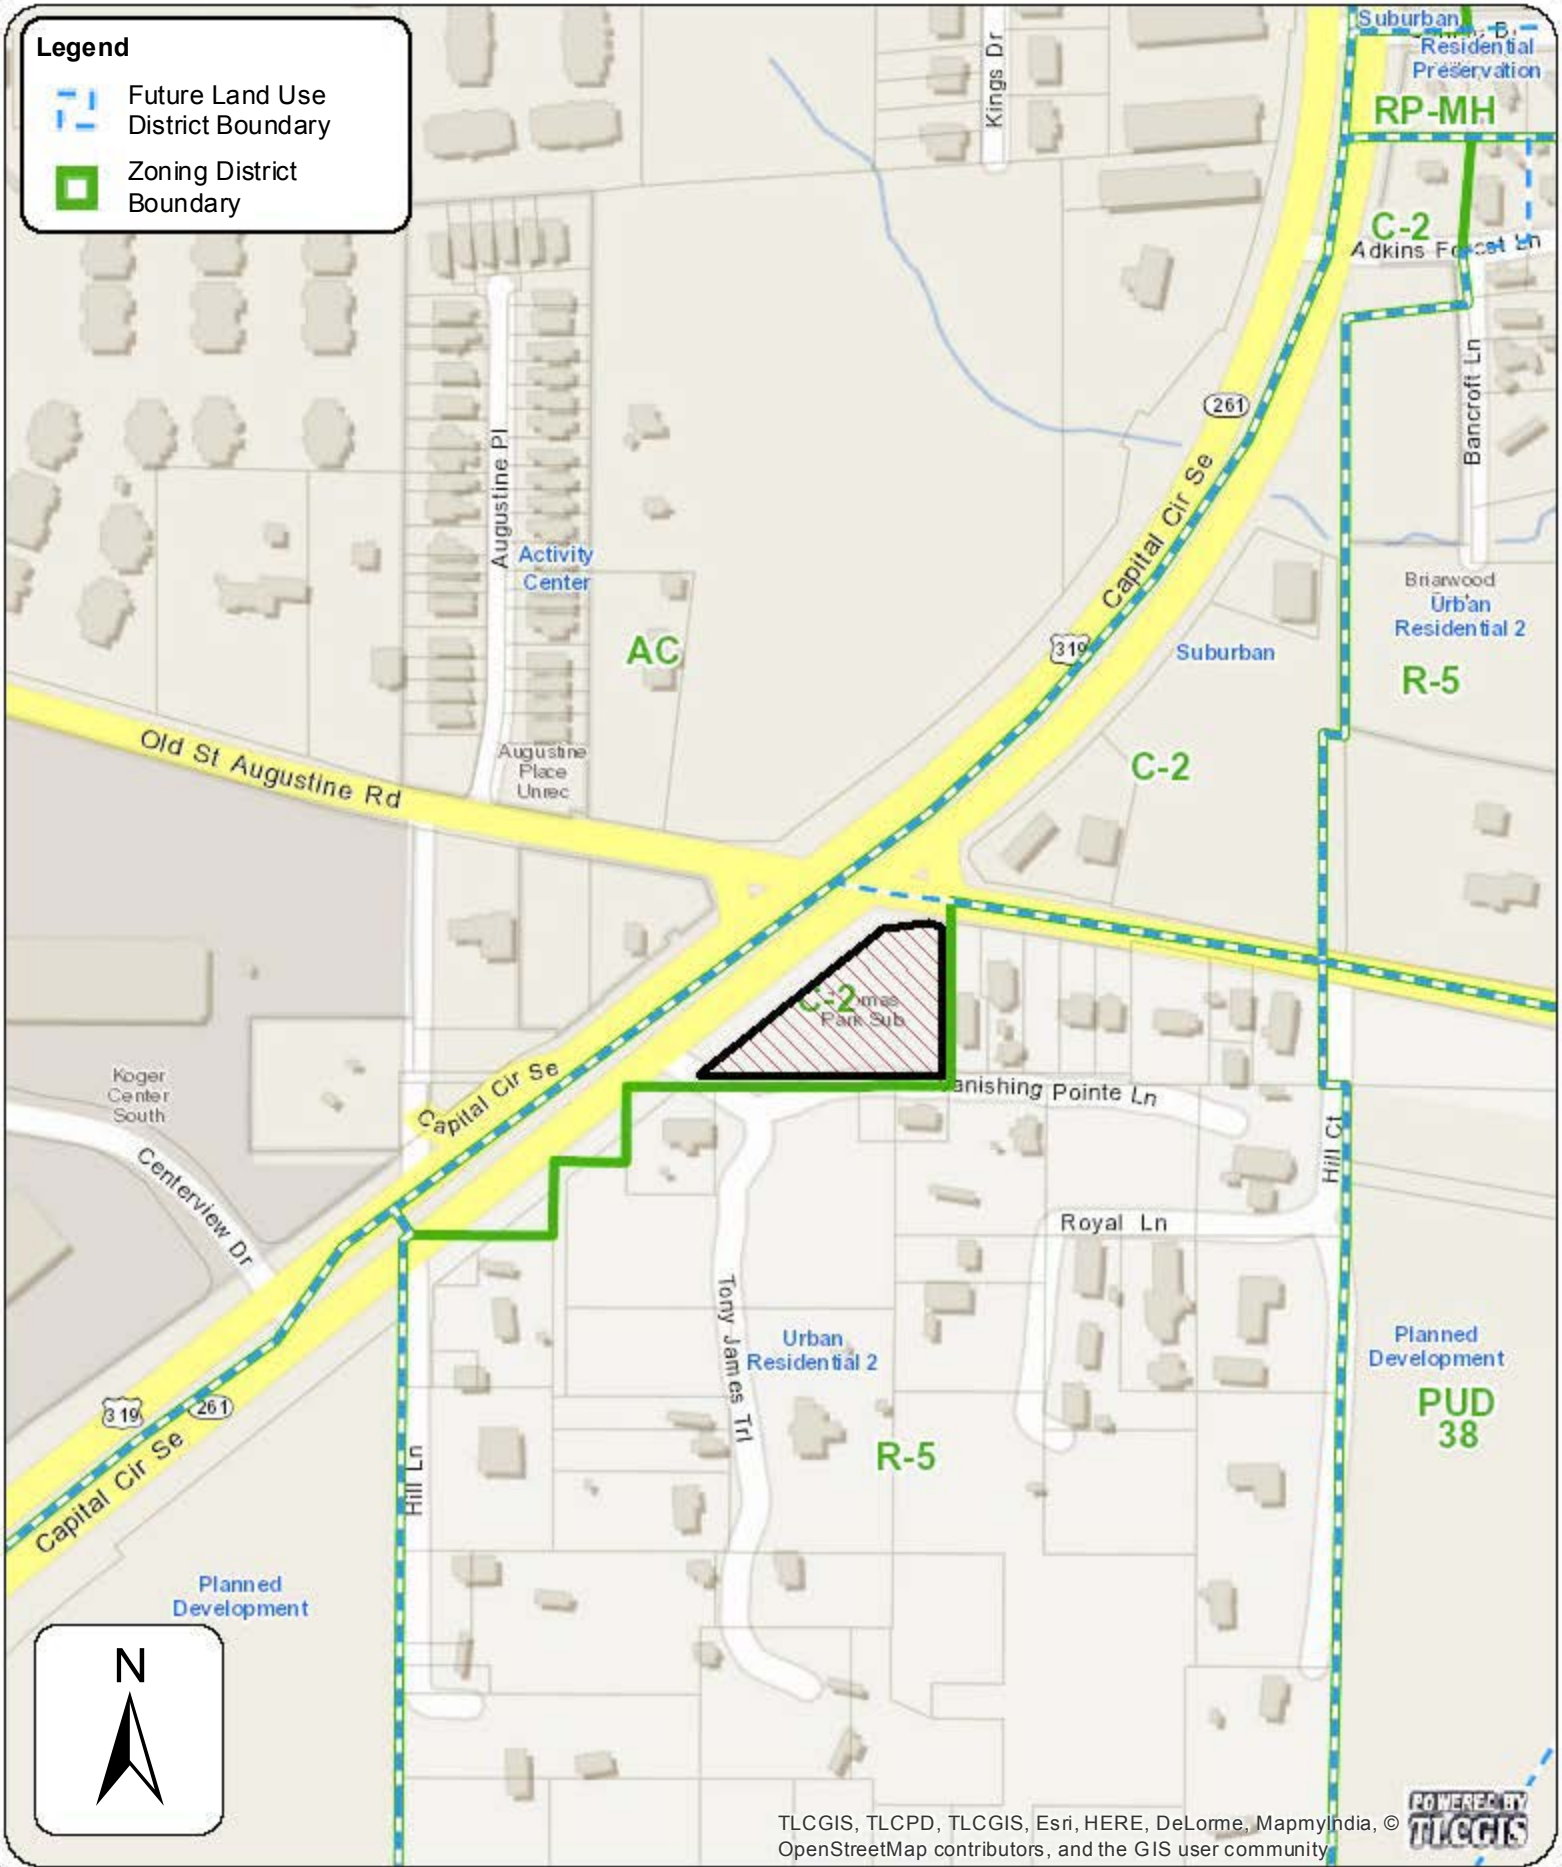 Legend
Future Land Use
District Boundary
Zoning District
Boundary
Kings Dr
Suburban
Residential
Preservation
RP-MH
C-2
Adkins Forest Ln
Bancroft Ln
261
Capital Cir Se
Augustine Pl
Activity
Center
AC
319
Suburban
Briarwood
Urban
Residential 2
R-5
C-2
Old St Augustine Rd
Augustine
Place
Unrec
C-2
Park Sub
Koger
Center
South
Capital Cir Se
Centerview Dr
anishing Pointe Ln
Hill Ct
Royal Ln
Tony James Trl
Urban
Residential 2
R-5
Planned
Development
PUD
38
319
261
Capital Cir Se
Hill Ln
Planned
Development
N
TLCGIS, TLCPD, TLCGIS, Esri, HERE, DeLorme, MapmyIndia, ©
OpenStreetMap contributors, and the GIS user community
POWERED BY
TLCGIS